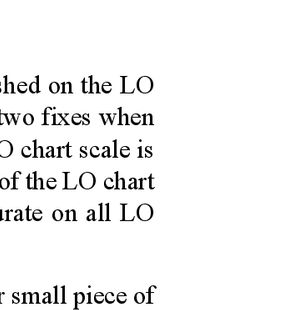 shed on the LO
two fixes when
O chart scale is
of the LO chart
urate on all LO
r small piece of